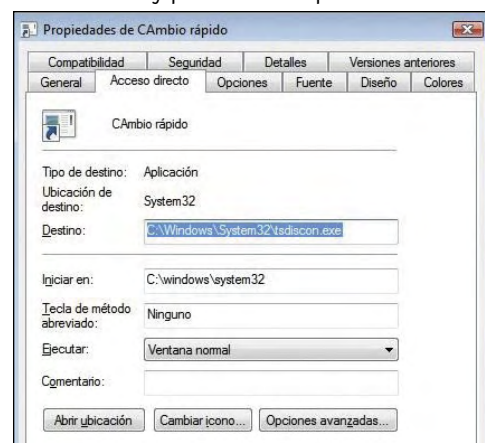 Propiedades de CAmbio rápido
Compatibilidad Seguridad Detalles Versiones anteriores
General Acceso directo Opciones Fuente Diseño Colores
CAmbio rápido
Tipo de destino: Aplicación
Ubicación de destino: System32
Destino: C:\Windows\System32\tsdiscon.exe
Iniciar en: C:\windows\system32
Tecla de método abreviado: Ninguno
Ejecutar: Ventana normal
Comentario:
Abrir ubicación Cambiar icono... Opciones avanzadas...